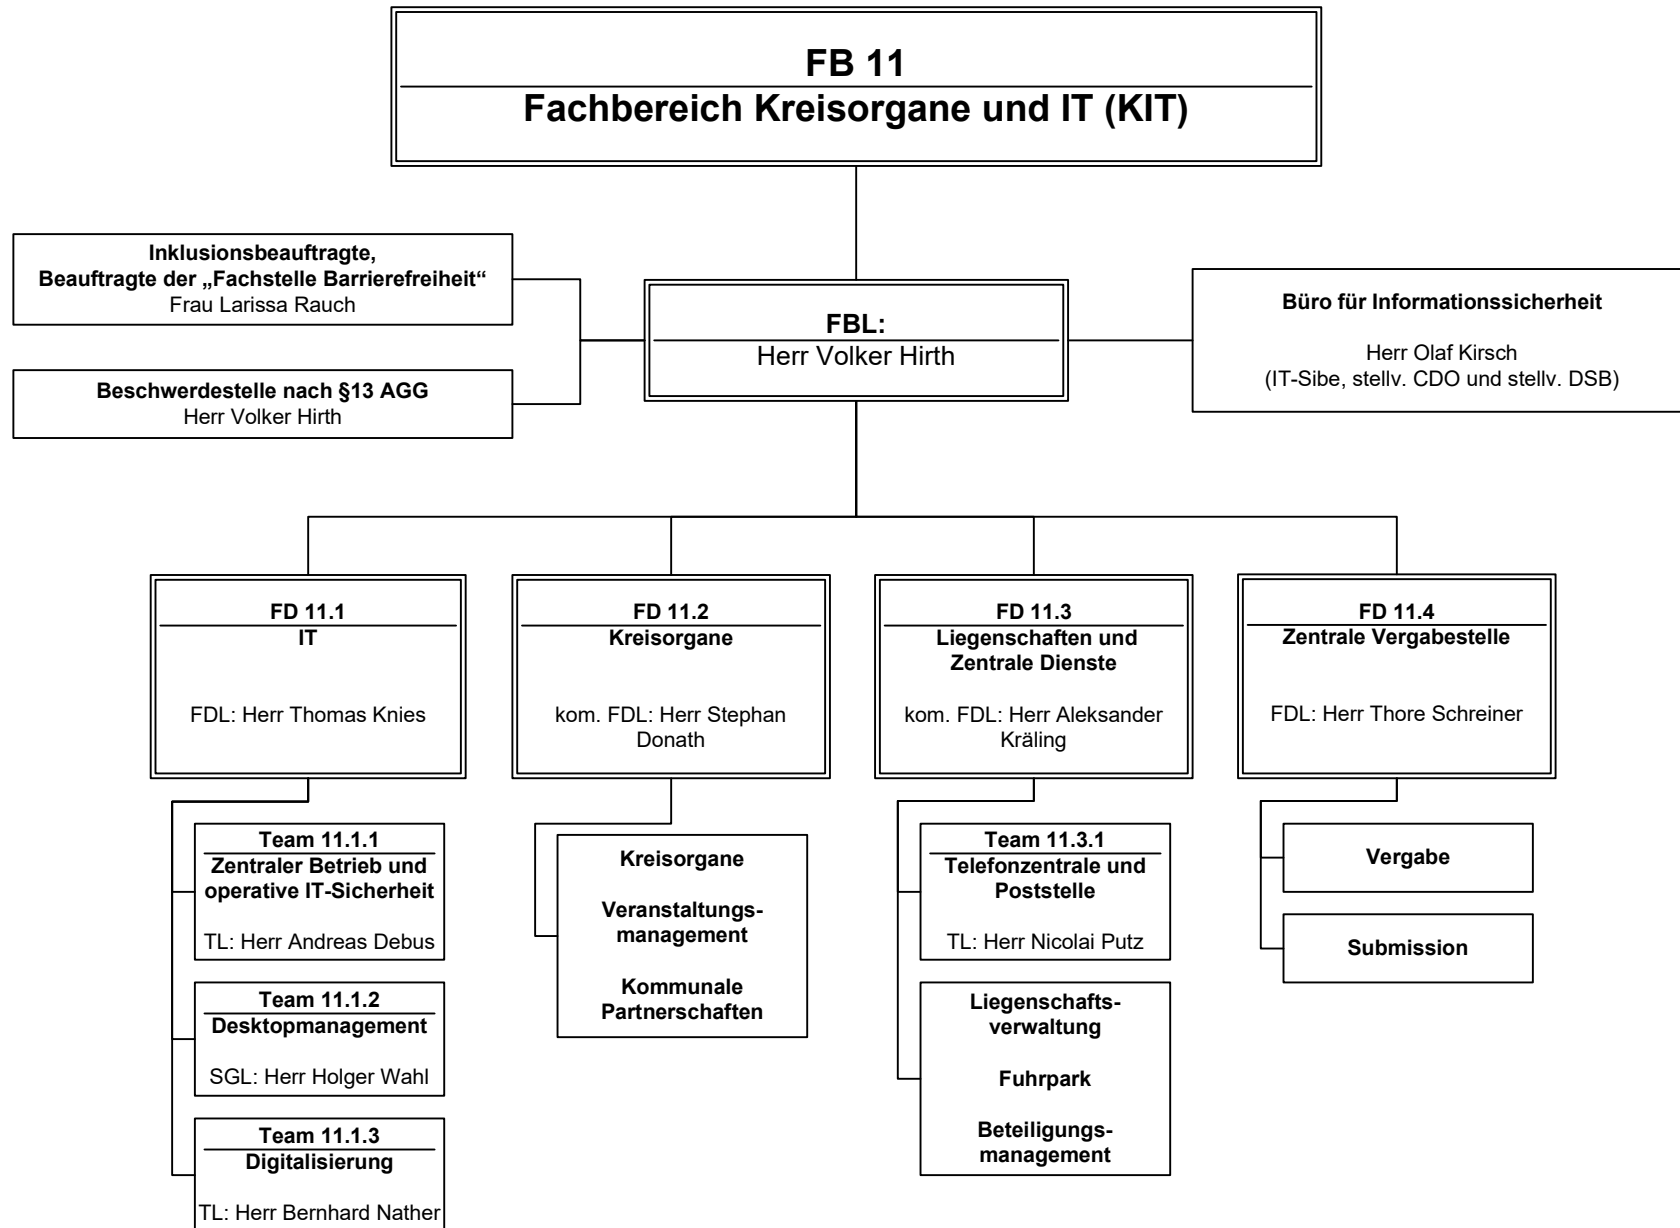 FB 11
Fachbereich Kreisorgane und IT (KIT)
Inklusionsbeauftragte,
Beauftragte der „Fachstelle Barrierefreiheit“
Frau Larissa Rauch
Beschwerdestelle nach §13 AGG
Herr Volker Hirth
FBL:
Herr Volker Hirth
Büro für Informationssicherheit
Herr Olaf Kirsch
(IT-Sibe, stellv. CDO und stellv. DSB)
FD 11.1
IT
FDL: Herr Thomas Knies
Team 11.1.1
Zentraler Betrieb und
operative IT-Sicherheit
TL: Herr Andreas Debus
Team 11.1.2
Desktopmanagement
SGL: Herr Holger Wahl
Team 11.1.3
Digitalisierung
TL: Herr Bernhard Nather
FD 11.2
Kreisorgane
kom. FDL: Herr Stephan
Donath
Kreisorgane
Veranstaltungs-
management
Kommunale
Partnerschaften
FD 11.3
Liegenschaften und
Zentrale Dienste
kom. FDL: Herr Aleksander
Kräling
Team 11.3.1
Telefonzentrale und
Poststelle
TL: Herr Nicolai Putz
Liegenschafts-
verwaltung
Fuhrpark
Beteiligungs-
management
FD 11.4
Zentrale Vergabestelle
FDL: Herr Thore Schreiner
Vergabe
Submission